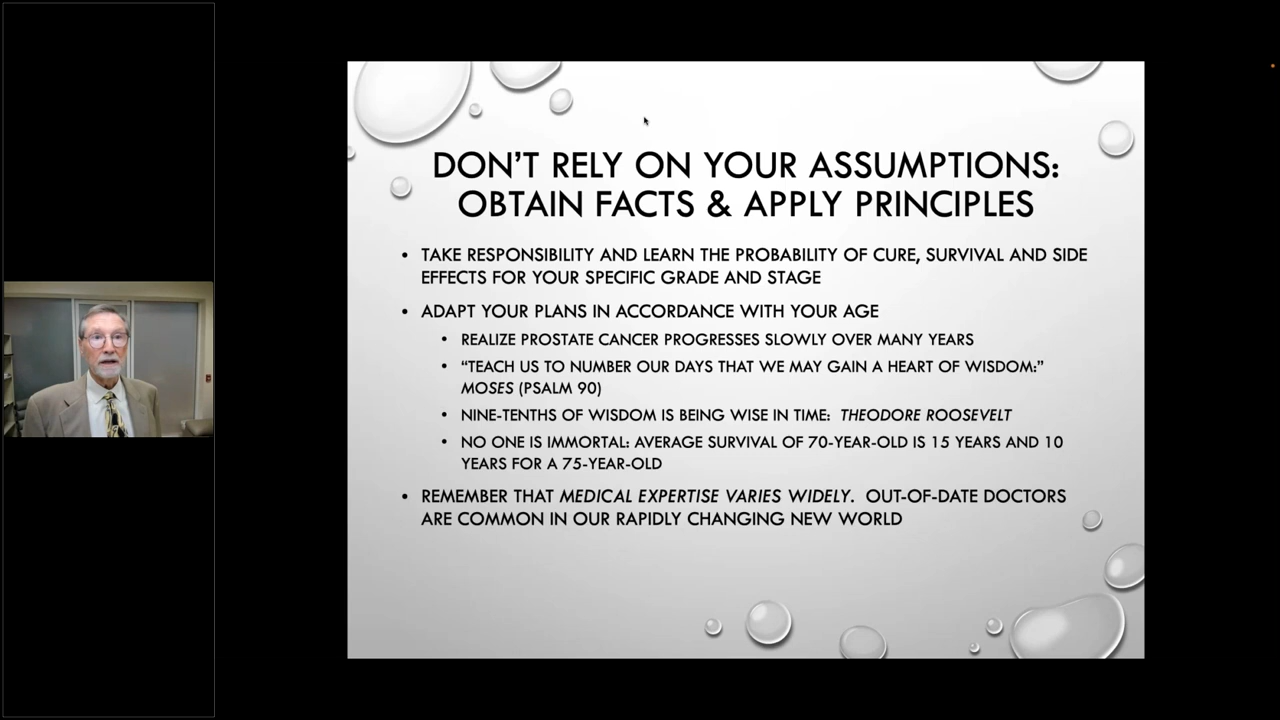 DON'T RELY ON YOUR ASSUMPTIONS:
OBTAIN FACTS & APPLY PRINCIPLES
• TAKE RESPONSIBILITY AND LEARN THE PROBABILITY OF CURE, SURVIVAL AND SIDE
EFFECTS FOR YOUR SPECIFIC GRADE AND STAGE
• ADAPT YOUR PLANS IN ACCORDANCE WITH YOUR AGE
• REALIZE PROSTATE CANCER PROGRESSES SLOWLY OVER MANY YEARS
• “TEACH US TO NUMBER OUR DAYS THAT WE MAY GAIN A HEART OF WISDOM:”
MOSES (PSALM 90)
• NINE-TENTHS OF WISDOM IS BEING WISE IN TIME: THEODORE ROOSEVELT
• NO ONE IS IMMORTAL: AVERAGE SURVIVAL OF 70-YEAR-OLD IS 15 YEARS AND 10
YEARS FOR A 75-YEAR-OLD
• REMEMBER THAT MEDICAL EXPERTISE VARIES WIDELY. OUT-OF-DATE DOCTORS
ARE COMMON IN OUR RAPIDLY CHANGING NEW WORLD